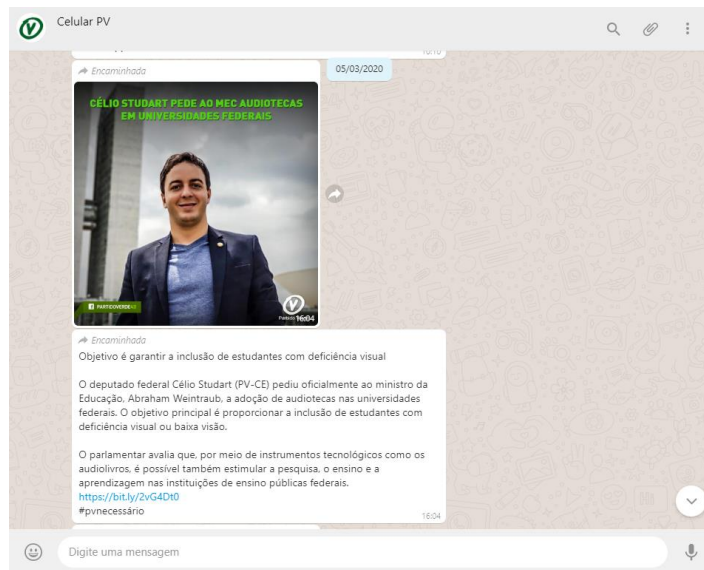 Celular PV
05/03/2020
Encaminhada
CÉLIO STUDART PEDE AO MEC AUDIOTECAS
EM UNIVERSIDADES FEDERAIS
PARTIDOVERDE43
16:04
Encaminhada
Objetivo é garantir a inclusão de estudantes com deficiência visual
O deputado federal Célio Studart (PV-CE) pediu oficialmente ao ministro da
Educação, Abraham Weintraub, a adoção de audiotecas nas universidades
federais. O objetivo principal é proporcionar a inclusão de estudantes com
deficiência visual ou baixa visão.
O parlamentar avalia que, por meio de instrumentos tecnológicos como os
audiolivros, é possível também estimular a pesquisa, o ensino e a
aprendizagem nas instituições de ensino públicas federais.
https://bit.ly/2vG4Dt0
#pvnecessário
16:04
Digite uma mensagem